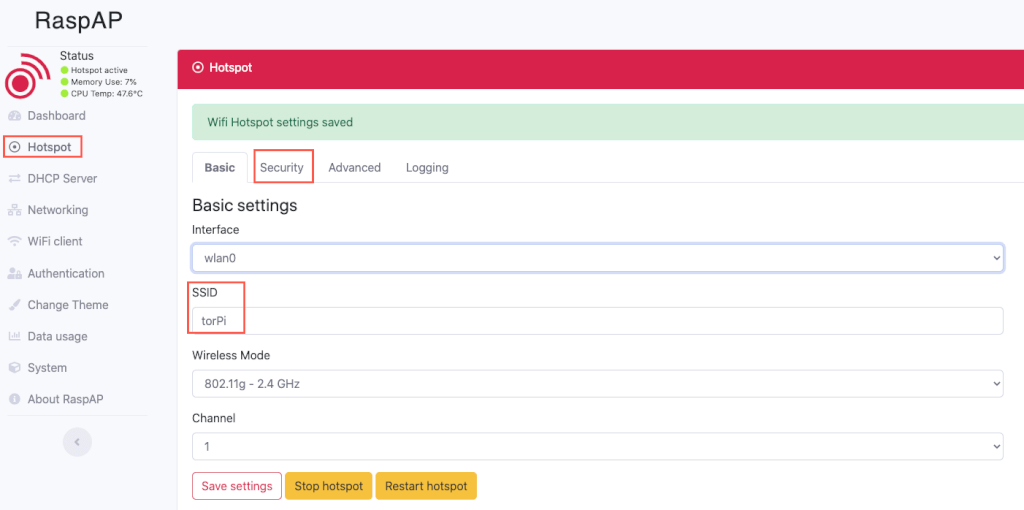 RaspAP
Status
Hotspot active
Memory Use: 7%
CPU Temp: 47.6°C
Dashboard
Hotspot
DHCP Server
Networking
WiFi client
Authentication
Change Theme
Data usage
System
About RaspAP
Hotspot
Wifi Hotspot settings saved
Basic Security Advanced Logging
Basic settings
Interface
wlan0
SSID
torPi
Wireless Mode
802.11g - 2.4 GHz
Channel
1
Save settings Stop hotspot Restart hotspot